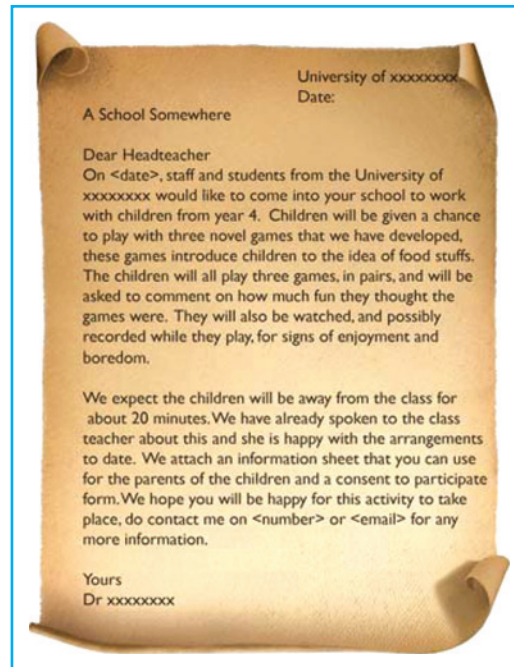 University of xxxxxxxx
Date:
A School Somewhere
Dear Headteacher
On <date>, staff and students from the University of
xxxxxxxx would like to come into your school to work
with children from year 4. Children will be given a chance
to play with three novel games that we have developed,
these games introduce children to the idea of food stuffs.
The children will all play three games, in pairs, and will be
asked to comment on how much fun they thought the
games were. They will also be watched, and possibly
recorded while they play, for signs of enjoyment and
boredom.
We expect the children will be away from the class for
about 20 minutes. We have already spoken to the class
teacher about this and she is happy with the arrangements
to date. We attach an information sheet that you can use
for the parents of the children and a consent to participate
form. We hope you will be happy for this activity to take
place, do contact me on <number> or <email> for any
more information.
Yours
Dr xxxxxxxx